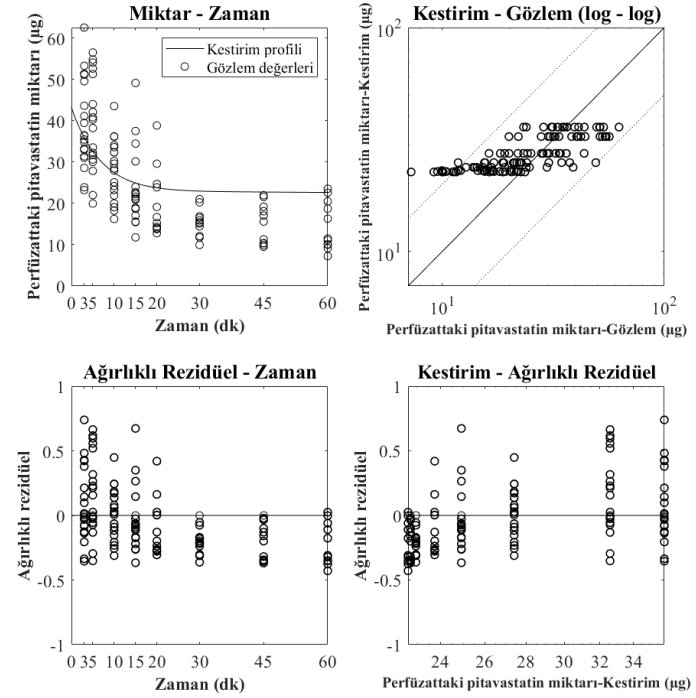 Miktar - Zaman
Perfüzattaki pitavastatin miktarı (µg)
60
50
40
30
20
10
0
Kestirim profili
Gözlem değerleri
0 3 5 10 15 20 30 45 60
Zaman (dk)
Kestirim - Gözlem (log - log)
Perfüzattaki pitavastatin miktarı-Kestirim (µg)
10²
10¹
10¹ 10²
Perfüzattaki pitavastatin miktarı-Gözlem (µg)
Ağırlıklı Rezidüel - Zaman
Ağırlıklı rezidüel
1
0.5
0
-0.5
-1
0 3 5 10 15 20 30 45 60
Zaman (dk)
Kestirim - Ağırlıklı Rezidüel
Ağırlıklı rezidüel
1
0.5
0
-0.5
-1
24 26 28 30 32 34
Perfüzattaki pitavastatin miktarı-Kestirim (µg)